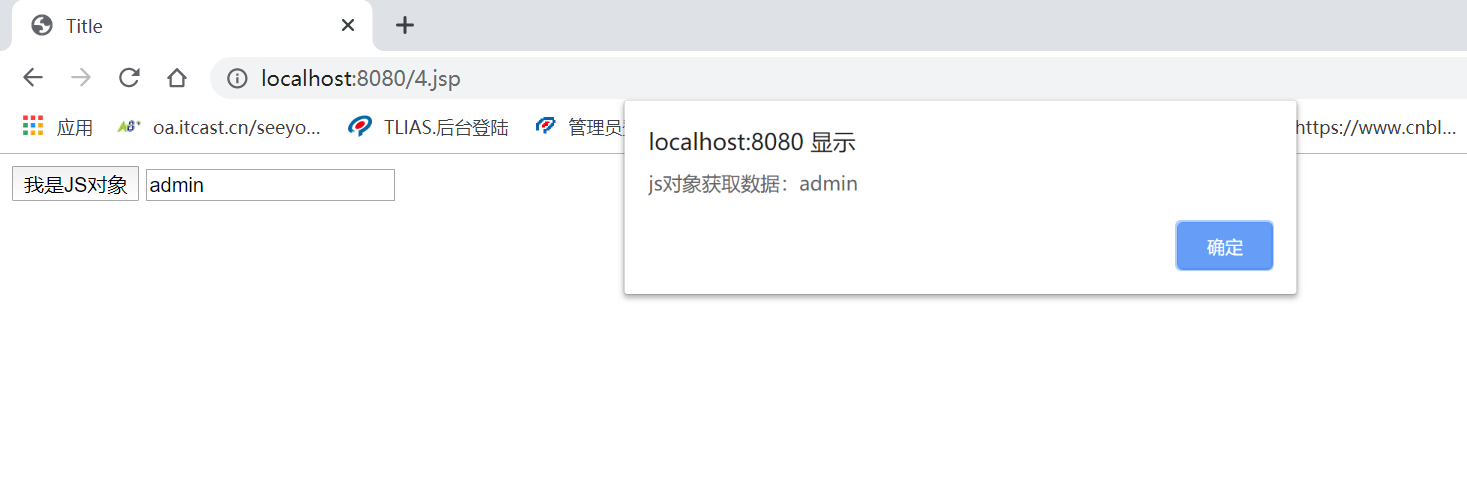 Title
localhost:8080/4.jsp
应用 oa.itcast.cn/seeyo... TLIAS.后台登陆 管理员 https://www.cnbl...
localhost:8080 显示
js对象获取数据：admin
确定
我是JS对象 admin